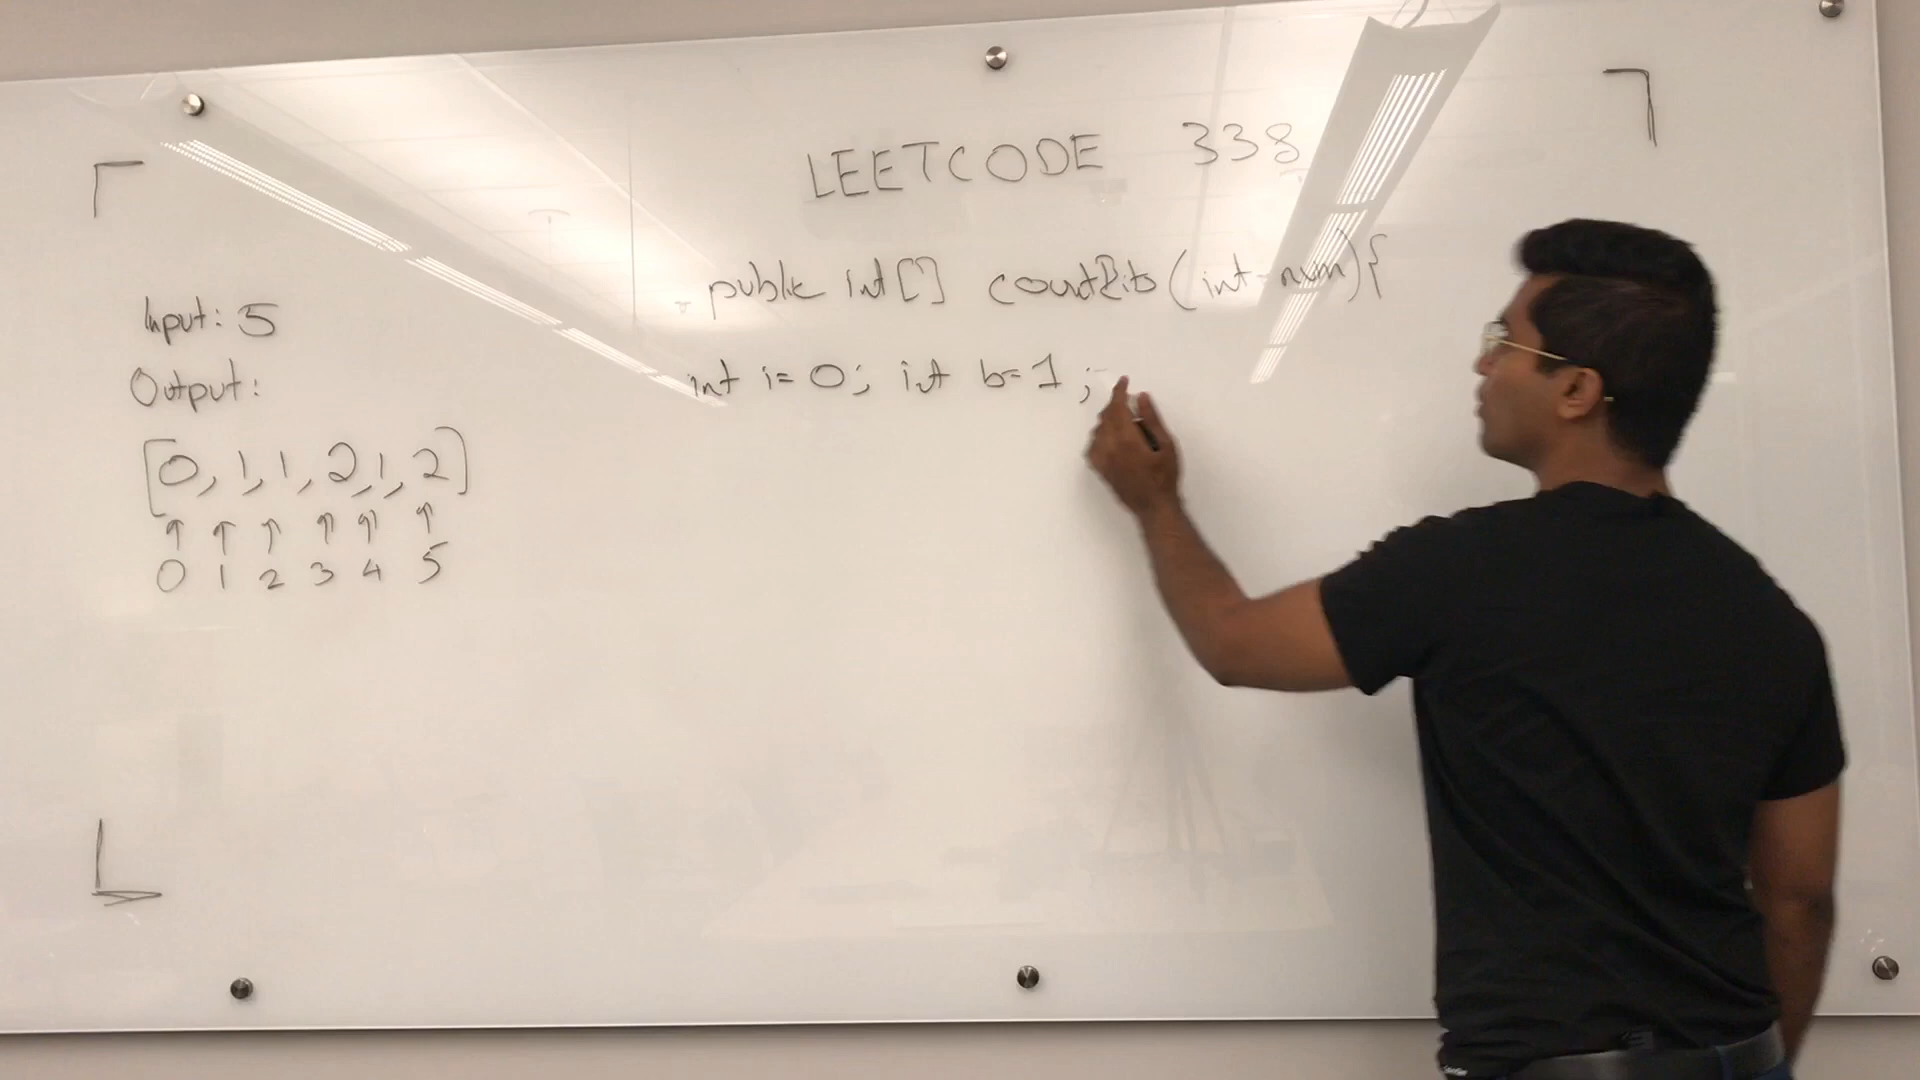 LEETCODE 338
public int[] countBits(int num){
int i=0; int b=1;
Input: 5
Output:
[0,1,1,2,1,2]
↑ ↑ ↑ ↑ ↑ ↑
0 1 2 3 4 5